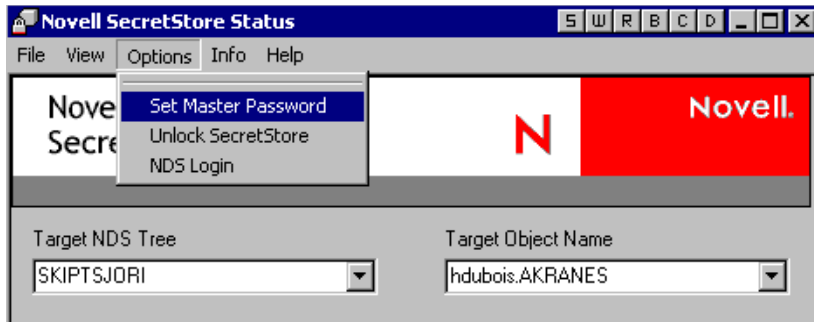 Novell SecretStore Status S W R B C D
File View Options Info Help
Set Master Password
Unlock SecretStore
NDS Login
Nove
Secre
N
Novell.
Target NDS Tree
SKIPTSJORI
Target Object Name
hdubois.AKRANES